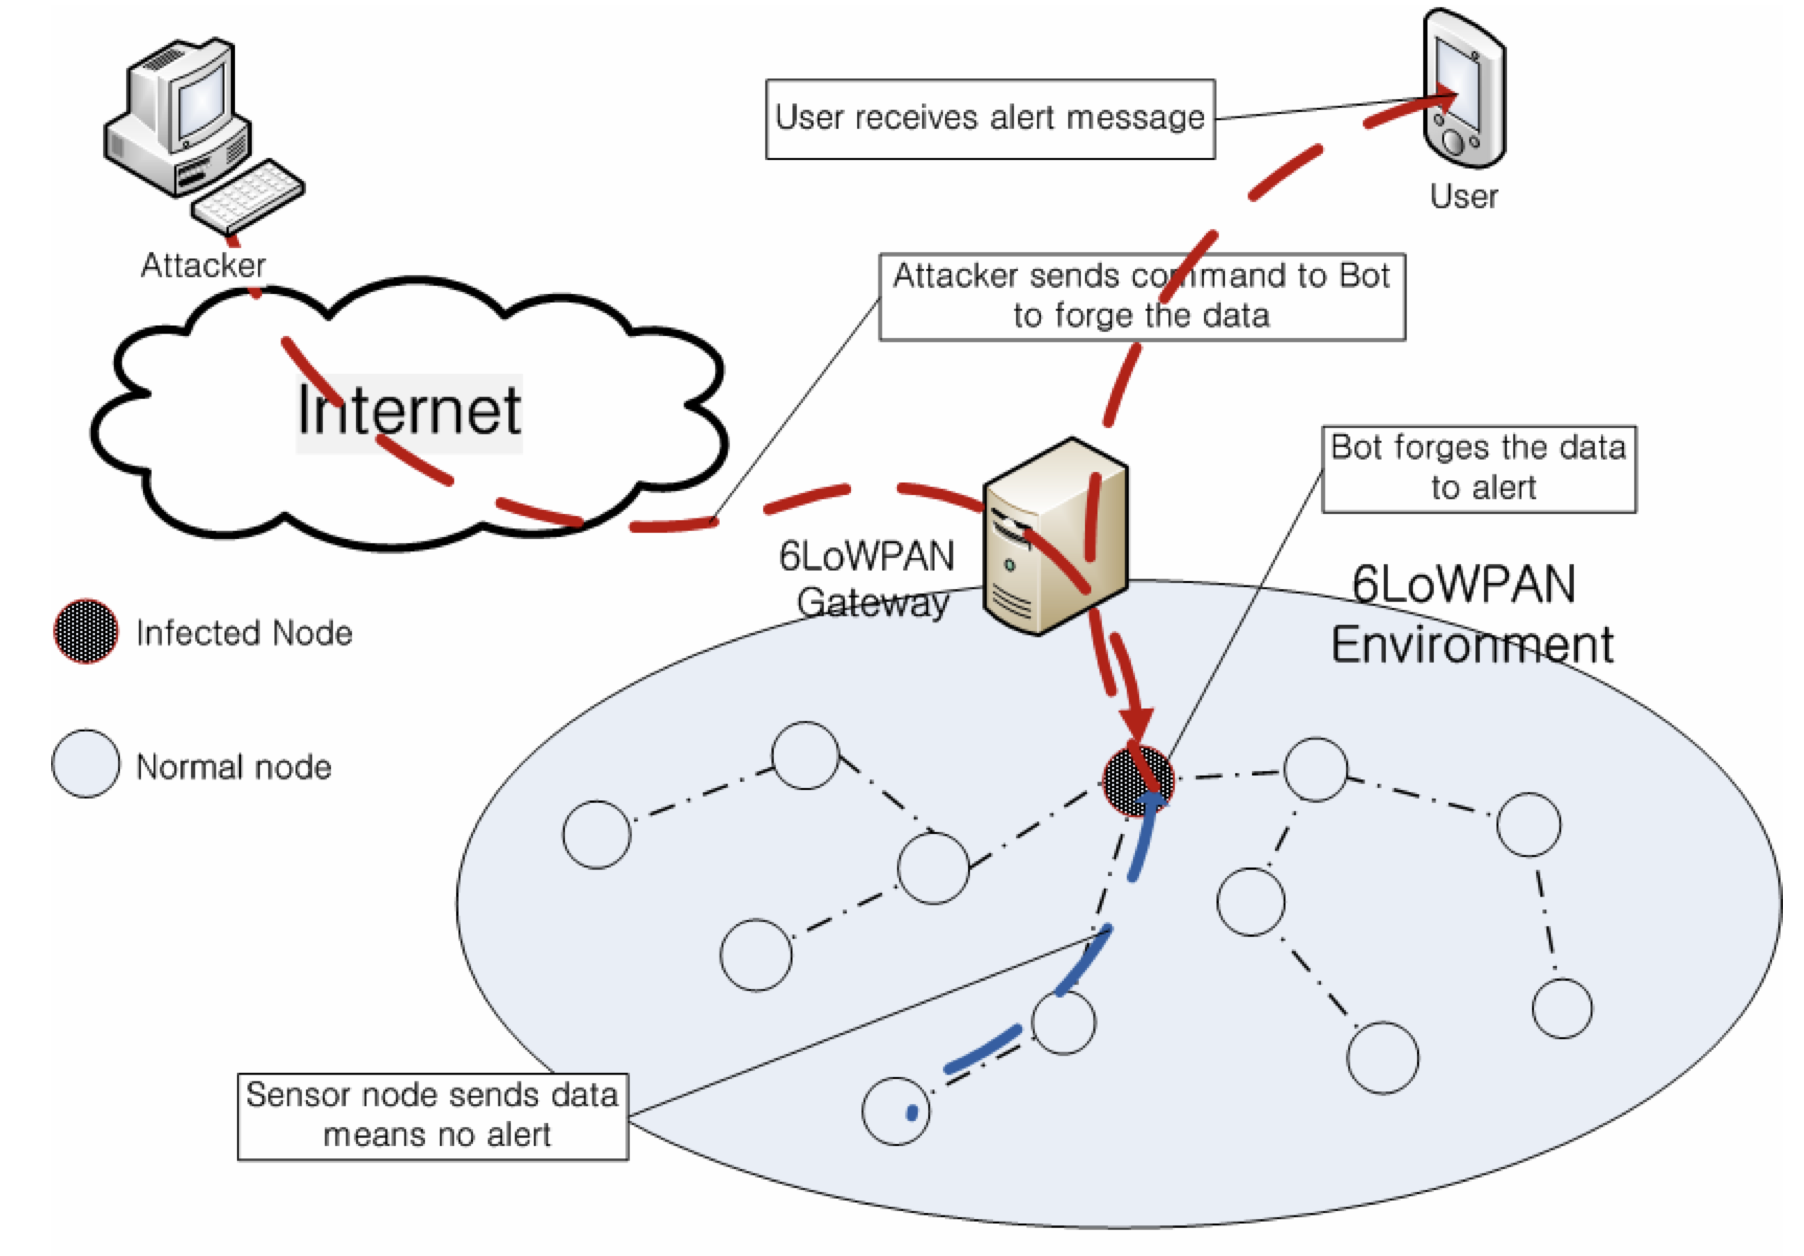 User receives alert message
User
Attacker
Attacker sends command to Bot
to forge the data
Internet
Bot forges the data
to alert
6LoWPAN
Gateway
6LoWPAN
Environment
Infected Node
Normal node
Sensor node sends data
means no alert